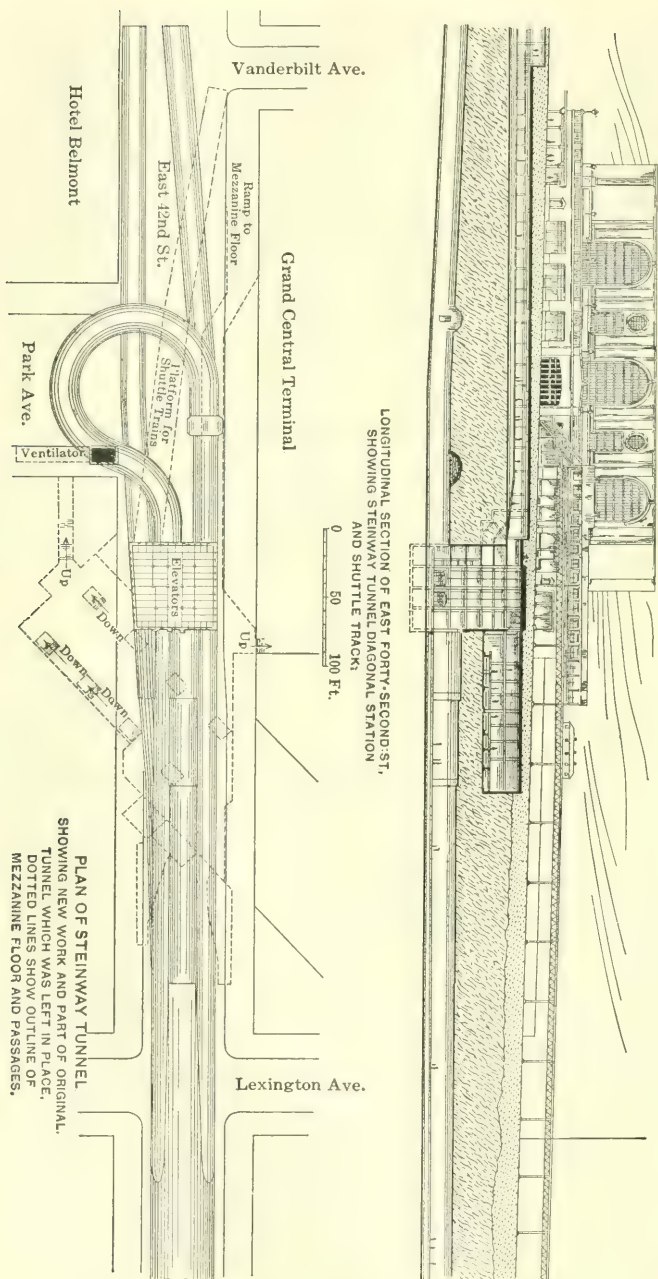 LONGITUDINAL SECTION OF EAST FORTY-SECOND:ST,
SHOWING STEINWAY TUNNEL DIAGONAL STATION
AND SHUTTLE TRACK:
0 50 100 Ft.
Vanderbilt Ave.
Ramp to
Mezzanine Floor
Grand Central Terminal
East 42nd St.
Hotel Belmont
Platform for
Shuttle Trains
Park Ave.
Ventilator
Elevators
Up
Up
Down
Down
Down
Lexington Ave.
PLAN OF STEINWAY TUNNEL
SHOWING NEW WORK AND PART OF ORIGINAL.
TUNNEL WHICH WAS LEFT IN PLACE,
DOTTED LINES SHOW OUTLINE OF
MEZZANINE FLOOR AND PASSAGES.